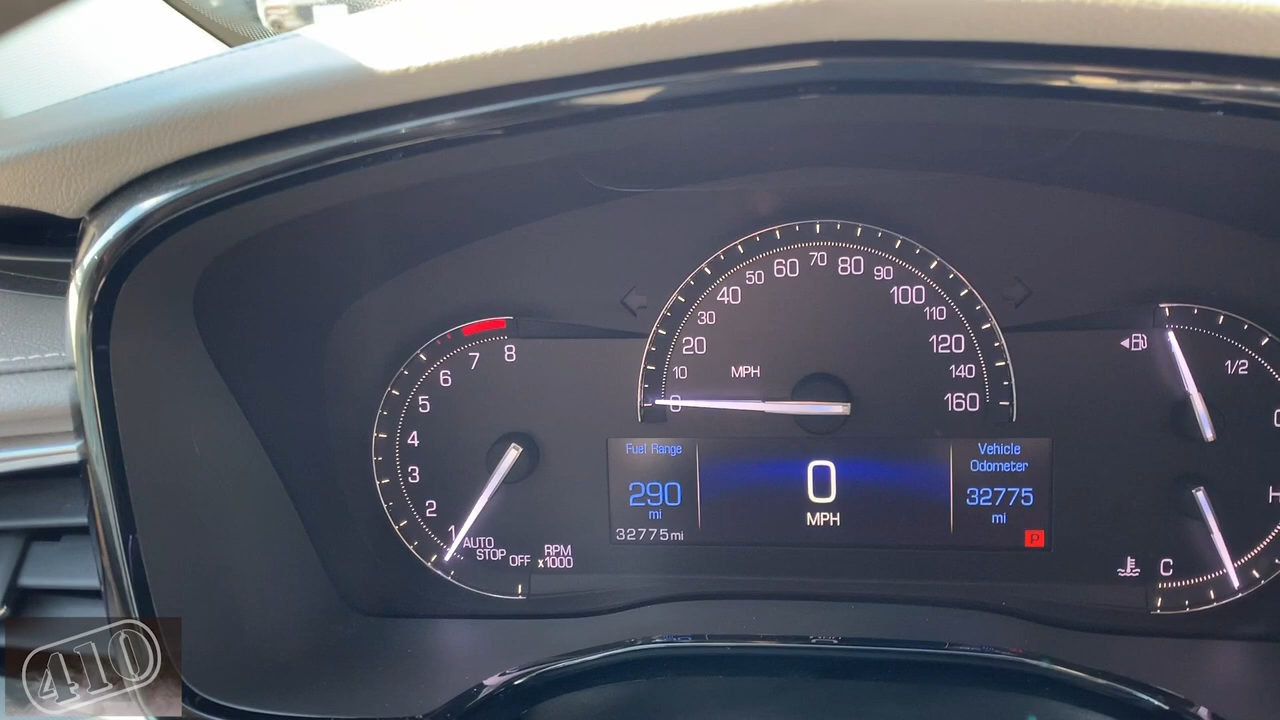 8
7
6
5
4
3
2
1
AUTO
STOP
OFF
RPM
x1000
0
10
20
30
40
50
60
70
80
90
100
110
120
140
160
MPH
Fuel Range
290
mi
32775mi
0
MPH
Vehicle
Odometer
32775
mi
P
1/2
C
H
410